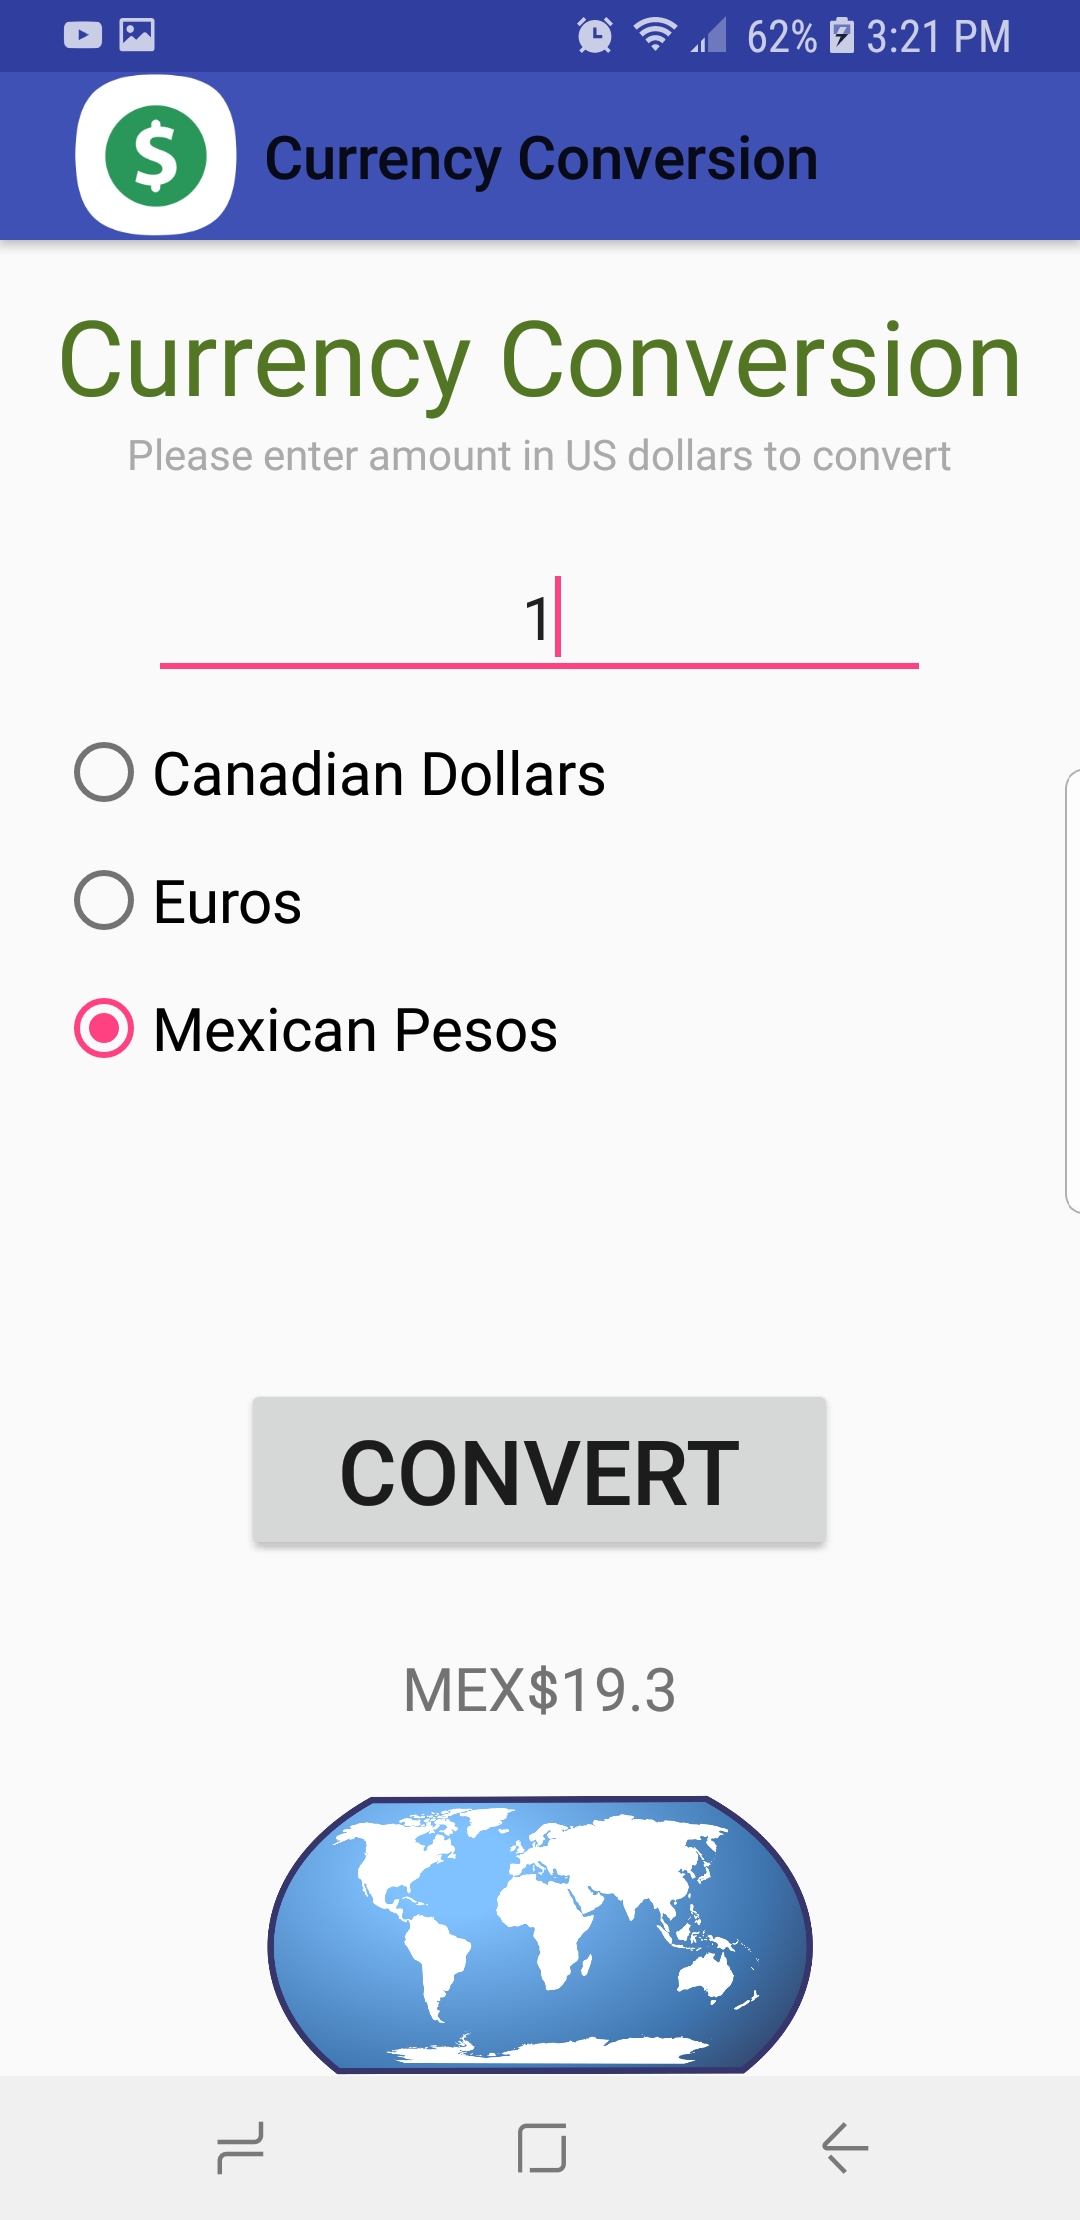 62% 3:21 PM
$ Currency Conversion
Currency Conversion
Please enter amount in US dollars to convert
1
Canadian Dollars
Euros
Mexican Pesos
CONVERT
MEX$19.3